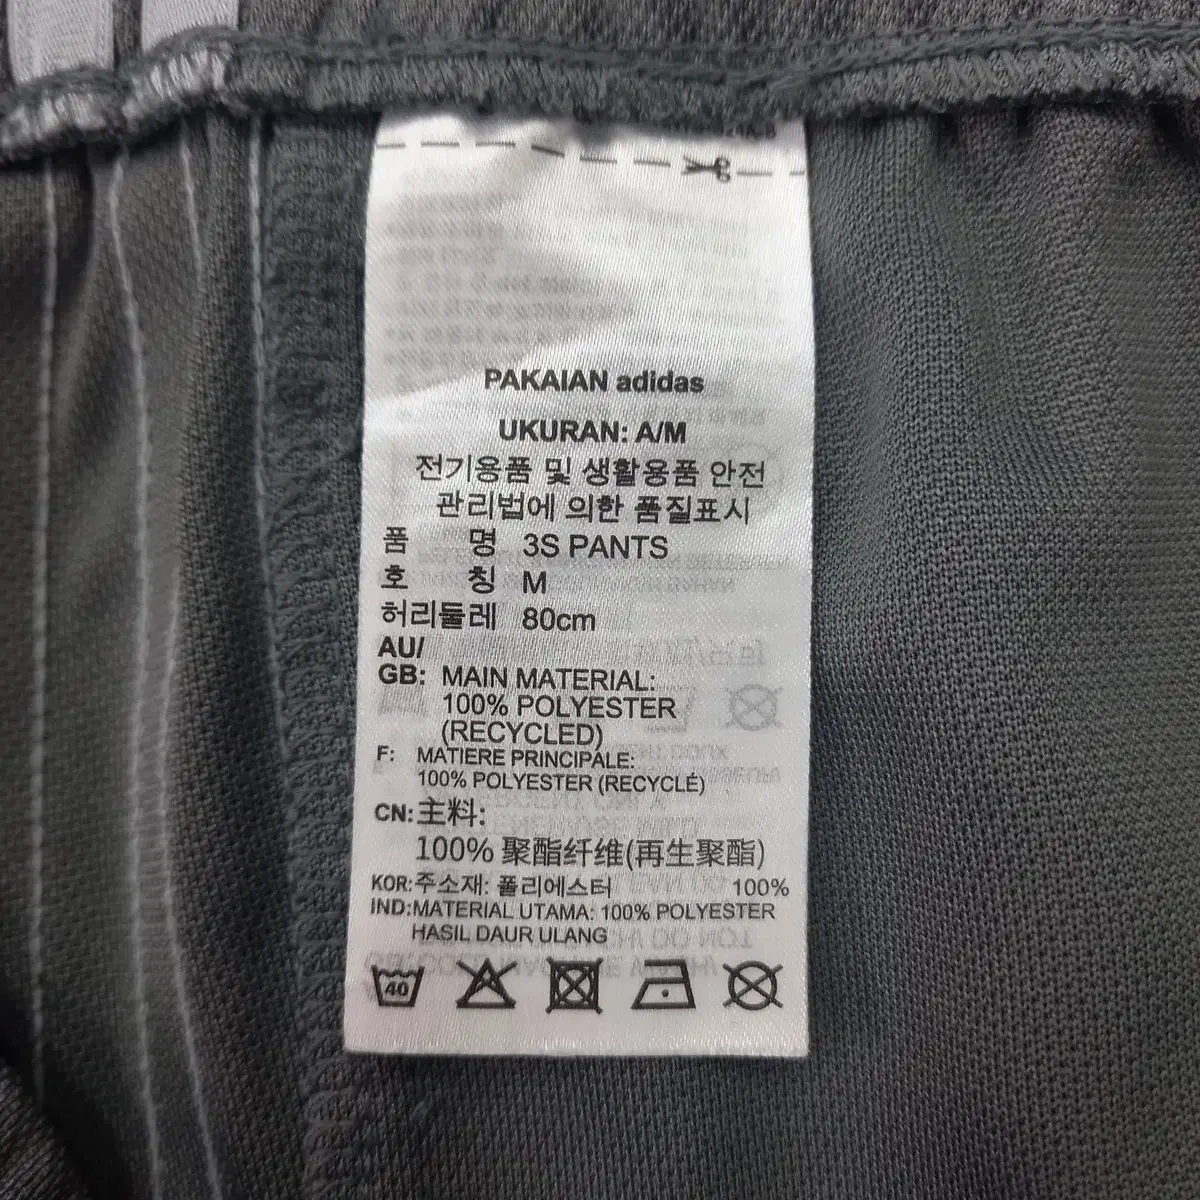 PAKAIAN adidas
UKURAN: A/M
전기용품 및 생활용품 안전
관리법에 의한 품질표시
품 명 3S PANTS
호 칭 M
허리둘레 80cm
AU/
GB: MAIN MATERIAL:
100% POLYESTER
(RECYCLED)
F: MATIERE PRINCIPALE:
100% POLYESTER (RECYCLÉ)
CN:主料:
100% 聚酯纤维(再生聚酯)
KOR:주소재: 폴리에스터 100%
IND:MATERIAL UTAMA: 100% POLYESTER
HASIL DAUR ULANG
40